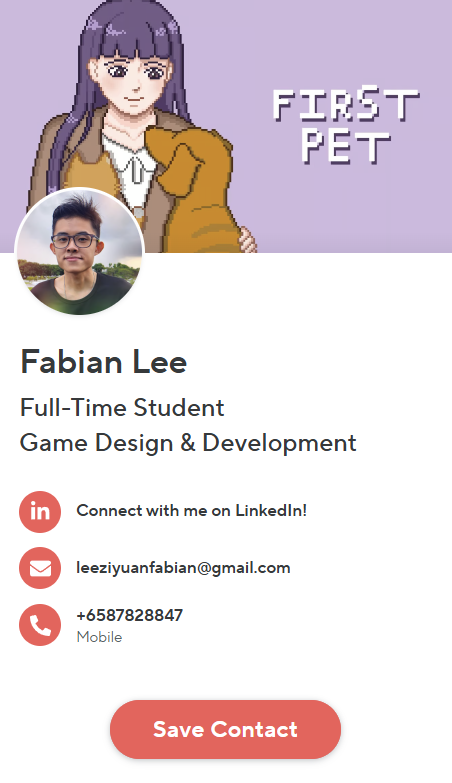 FIRST
PET
Fabian Lee
Full-Time Student
Game Design & Development
in
Connect with me on LinkedIn!
leeziyuanfabian@gmail.com
+6587828847
Mobile
Save Contact